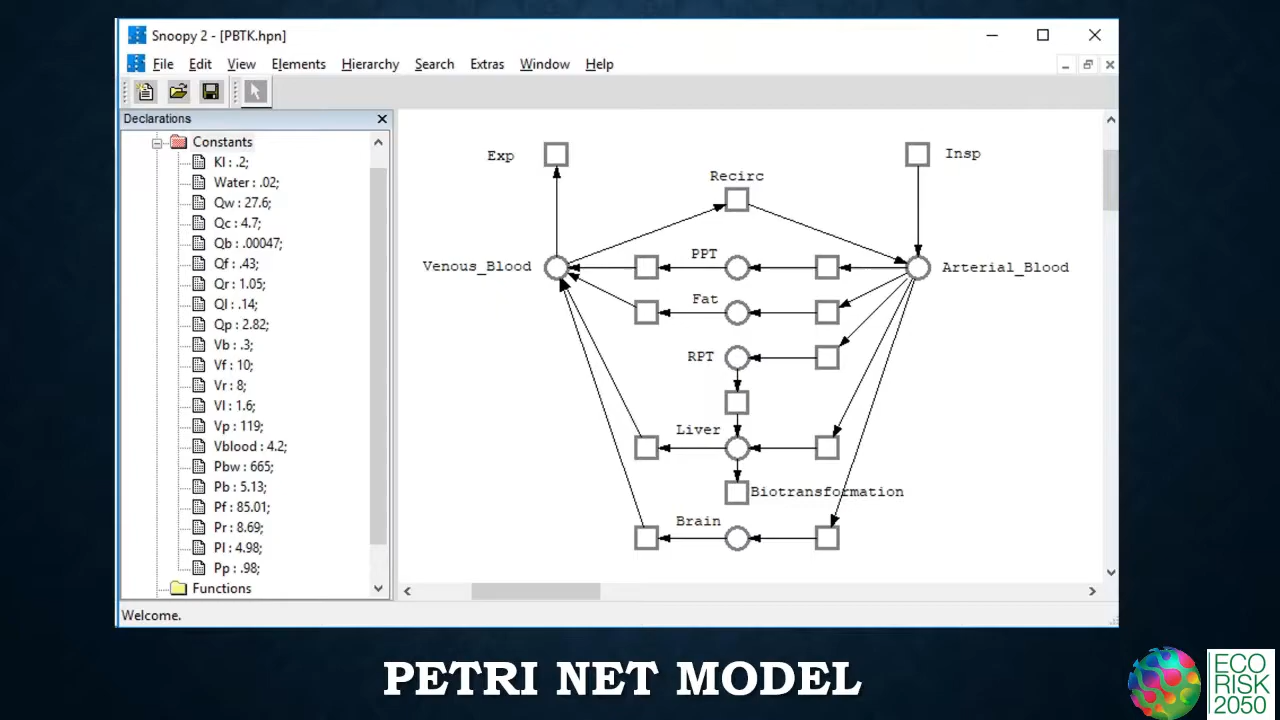 Snoopy 2 - [PBTK.hpn]
File Edit View Elements Hierarchy Search Extras Window Help
Declarations
Constants
Kl : .2;
Water : .02;
Qw : 27.6;
Qc : 4.7;
Qb : .00047;
Qf : .43;
Qr : 1.05;
Ql : .14;
Qp : 2.82;
Vb : .3;
Vf : 10;
Vr : 8;
Vl : 1.6;
Vp : 119;
Vblood : 4.2;
Pbw : 665;
Pb : 5.13;
Pf : 85.01;
Pr : 8.69;
Pl : 4.98;
Pp : .98;
Functions
Exp
Insp
Recirc
PPT
Venous_Blood
Arterial_Blood
Fat
RPT
Liver
Biotransformation
Brain
Welcome.
PETRI NET MODEL
ECO
RISK
2050